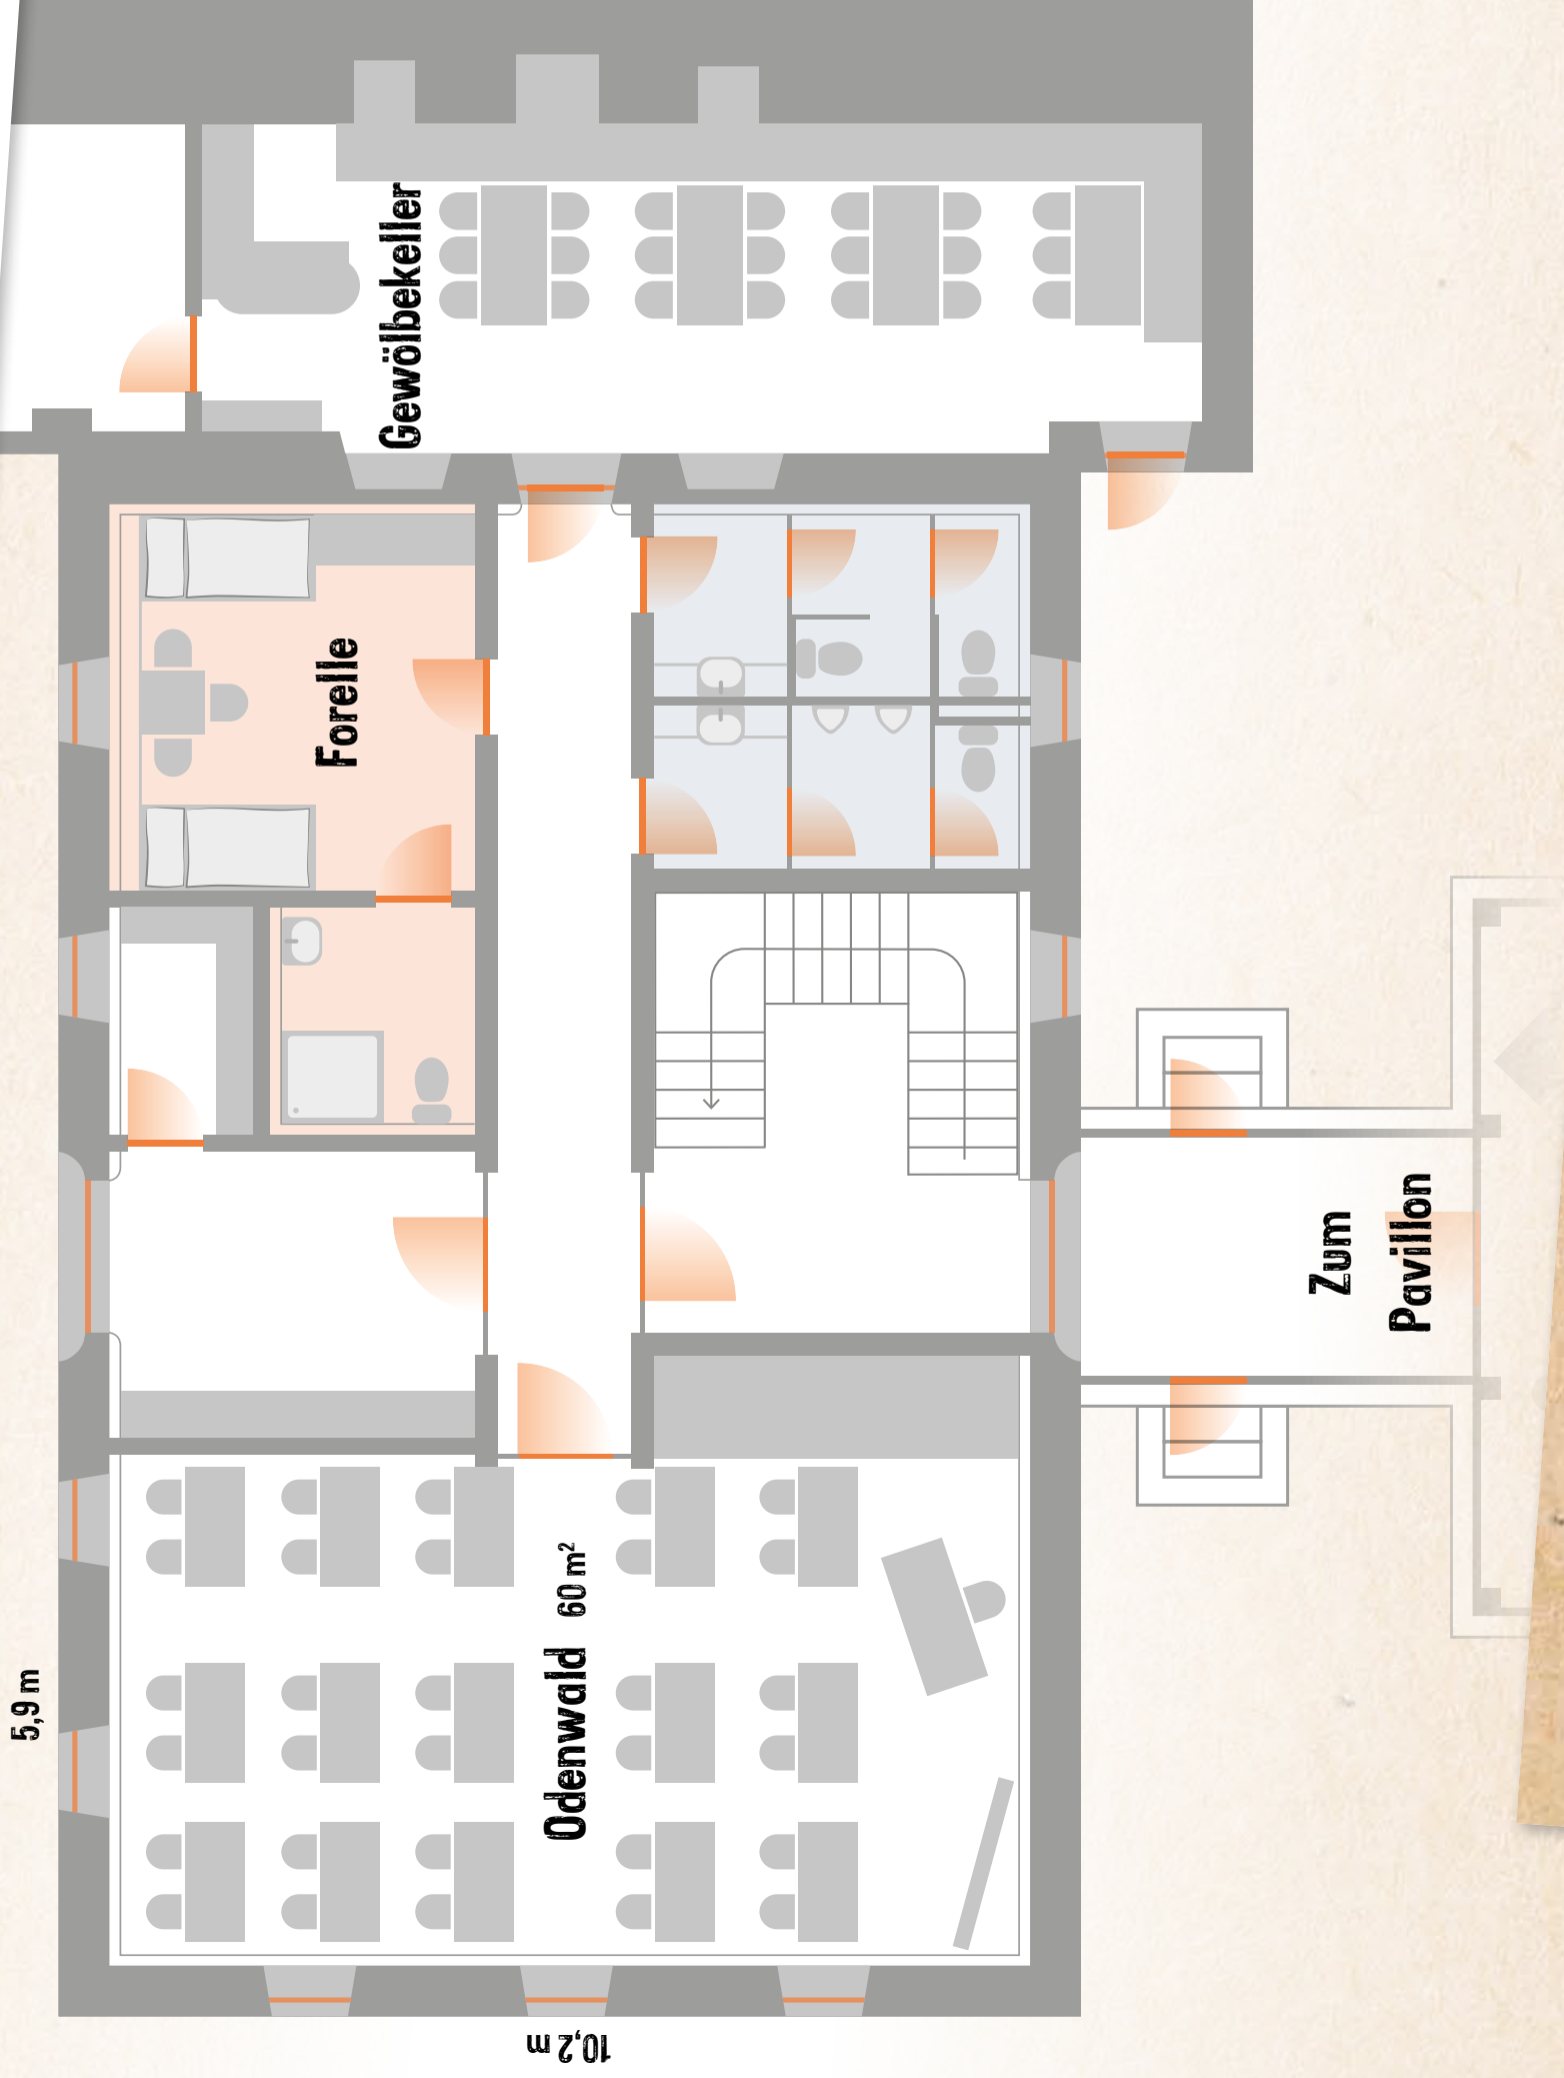 Gewölbekeller
Forelle
Zum
Pavillon
Odenwald 60 m²
5,9 m
10,2 m